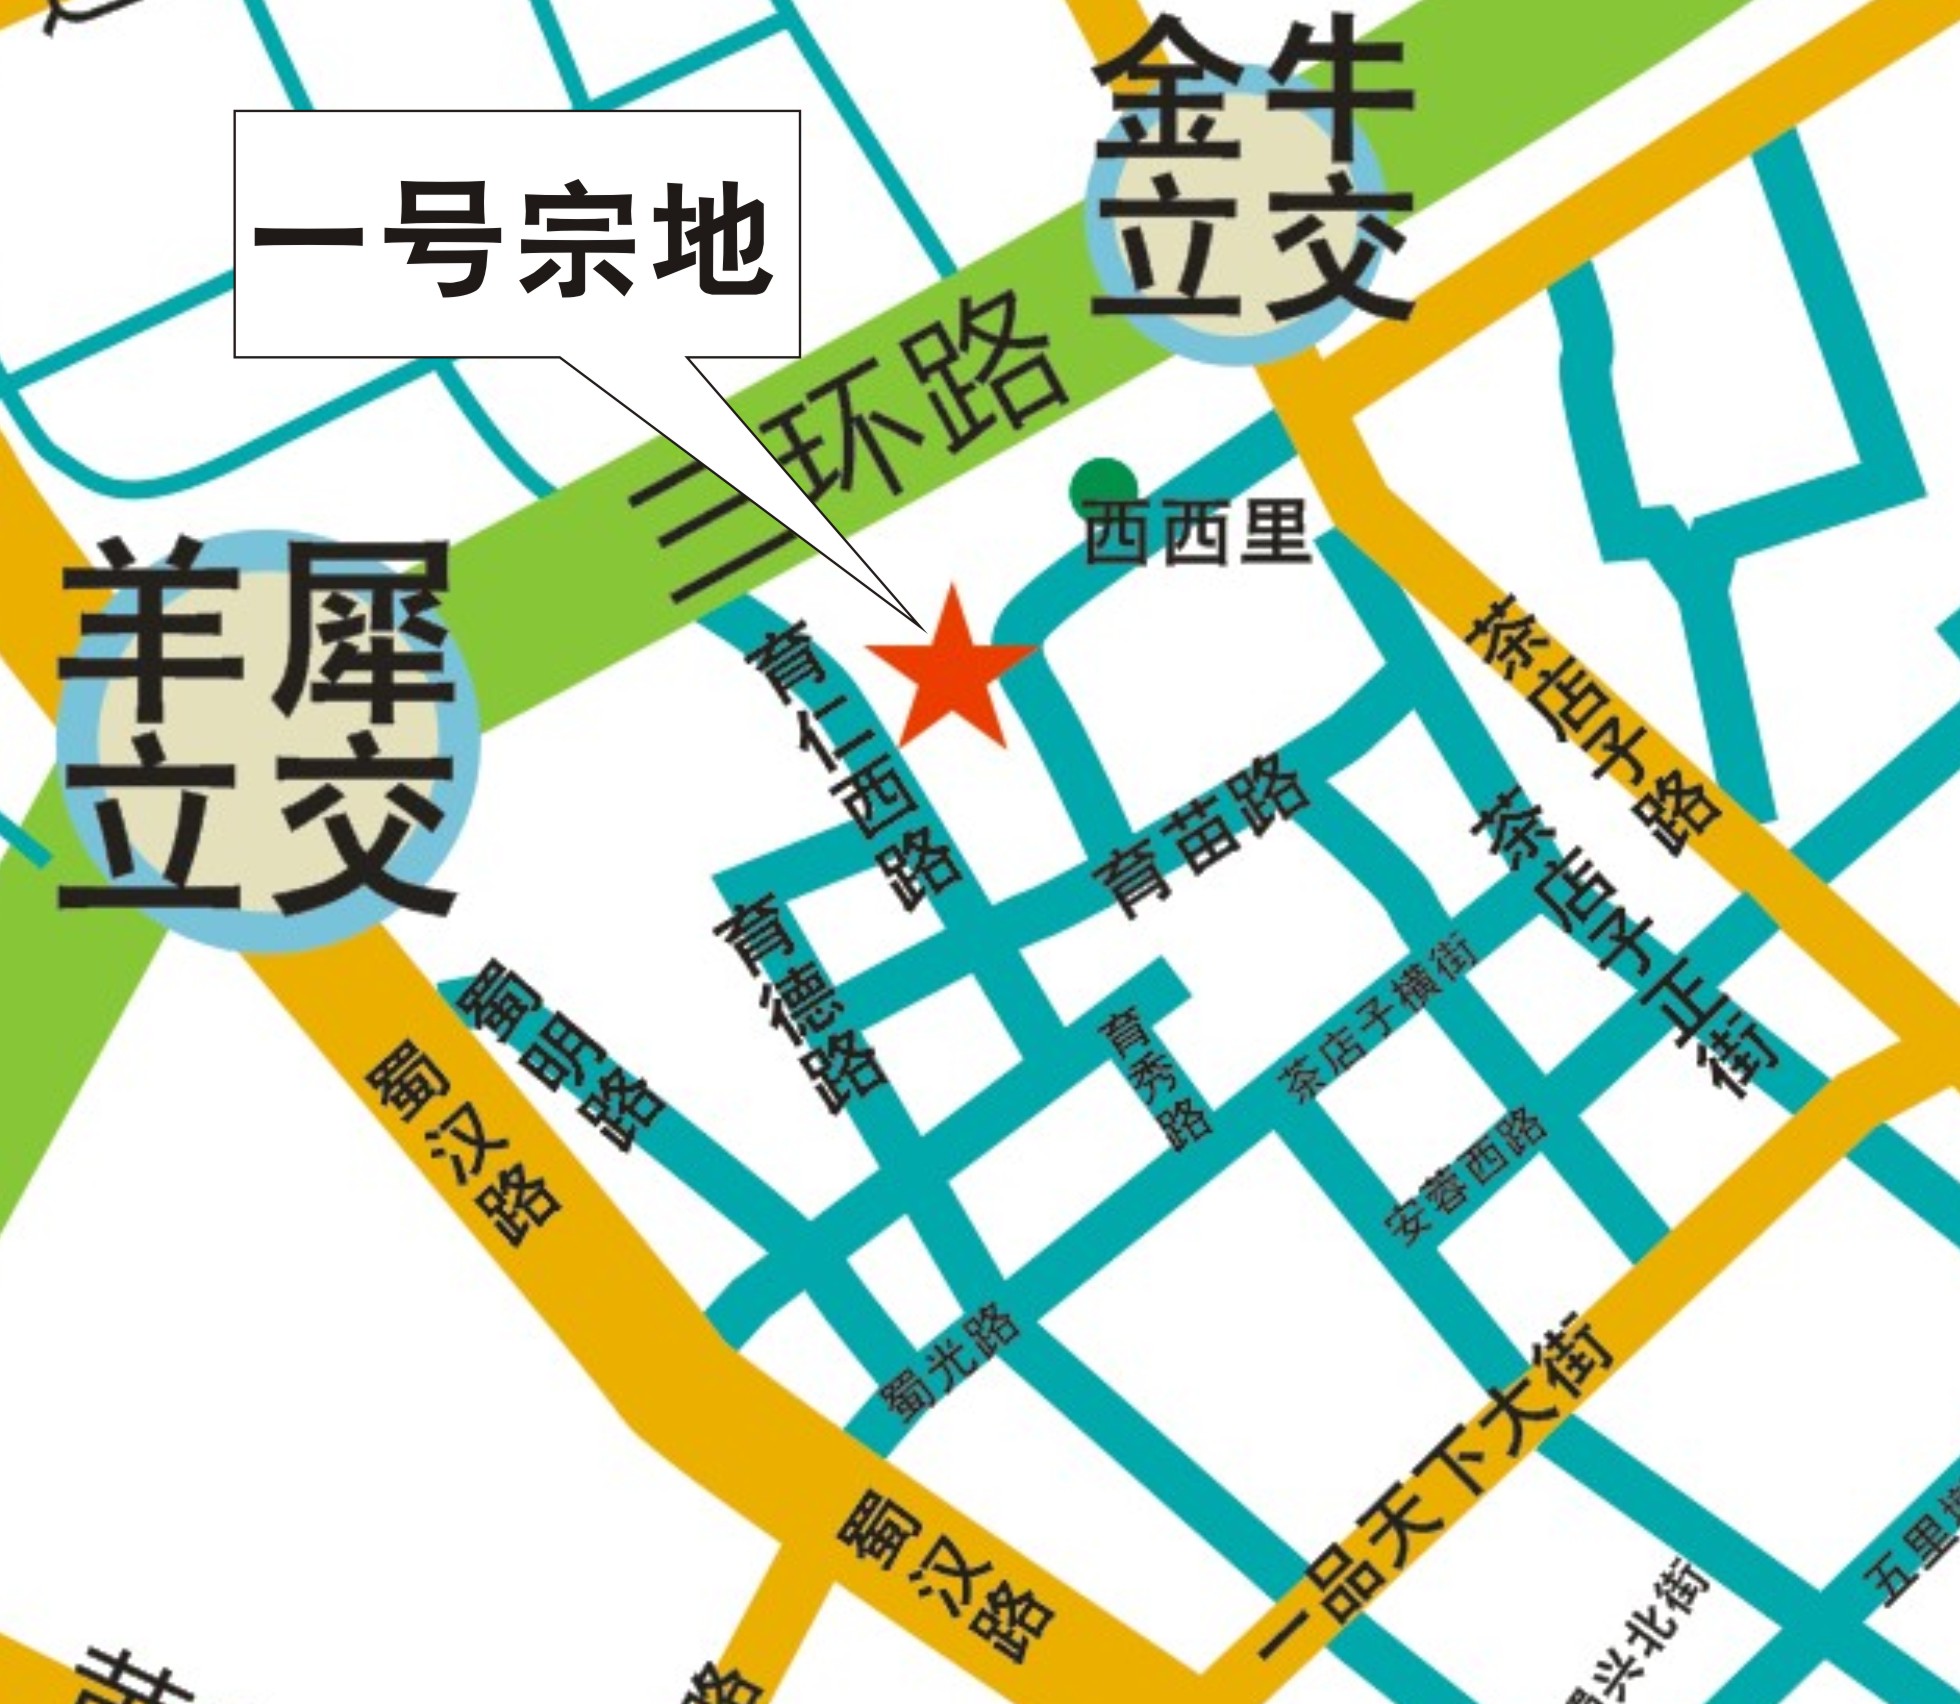 金牛
立交
一号宗地
三环路
西西里
羊犀
立交
育仁西路
茶店子路
育苗路
茶店子正街
育德路
蜀明路
茶店子横街
育秀路
蜀汉路
安蓉西路
蜀光路
一品天下大街
蜀汉路
五里
兴北街
路